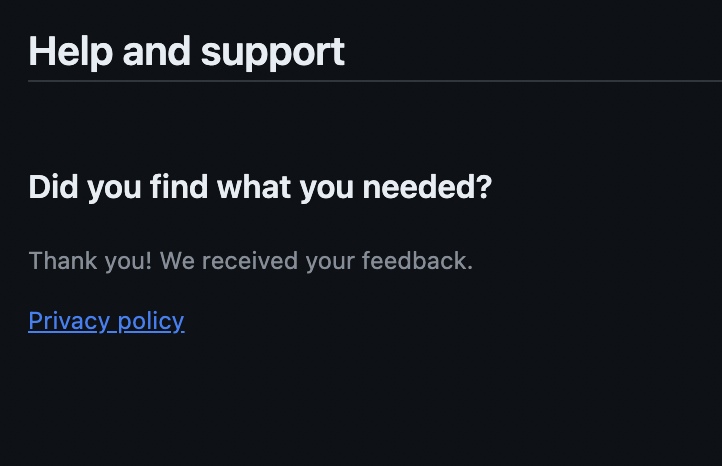 Help and support
Did you find what you needed?
Thank you! We received your feedback.
Privacy policy